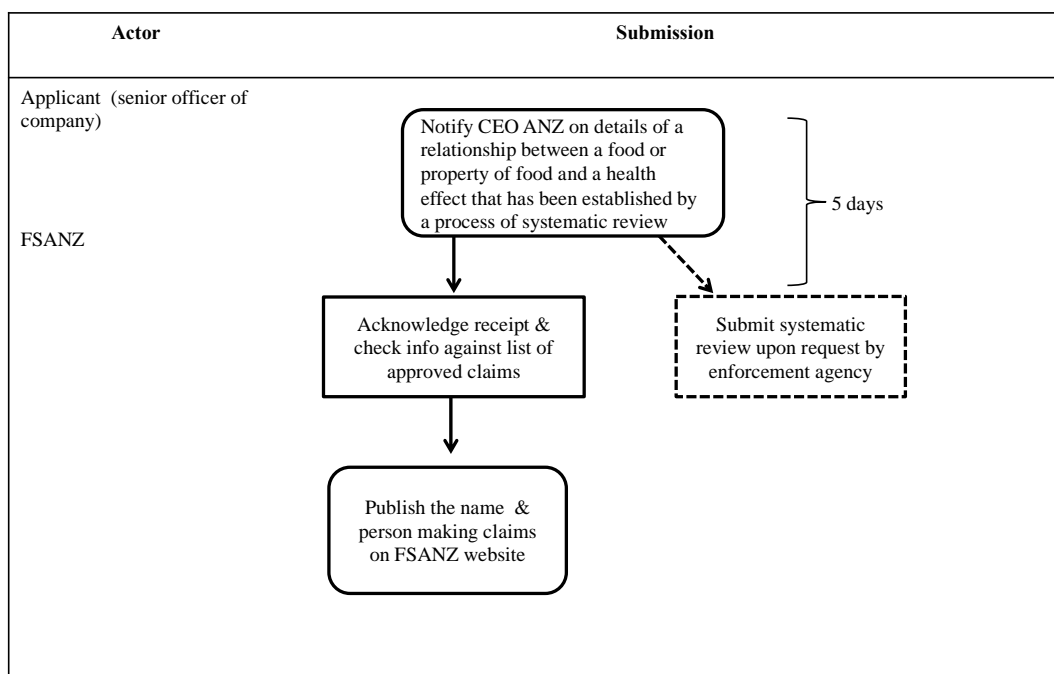 Actor
Submission
Applicant (senior officer of
company)
Notify CEO ANZ on details of a
relationship between a food or
property of food and a health
effect that has been established by
a process of systematic review
5 days
FSANZ
Acknowledge receipt &
check info against list of
approved claims
Submit systematic
review upon request by
enforcement agency
Publish the name &
person making claims
on FSANZ website